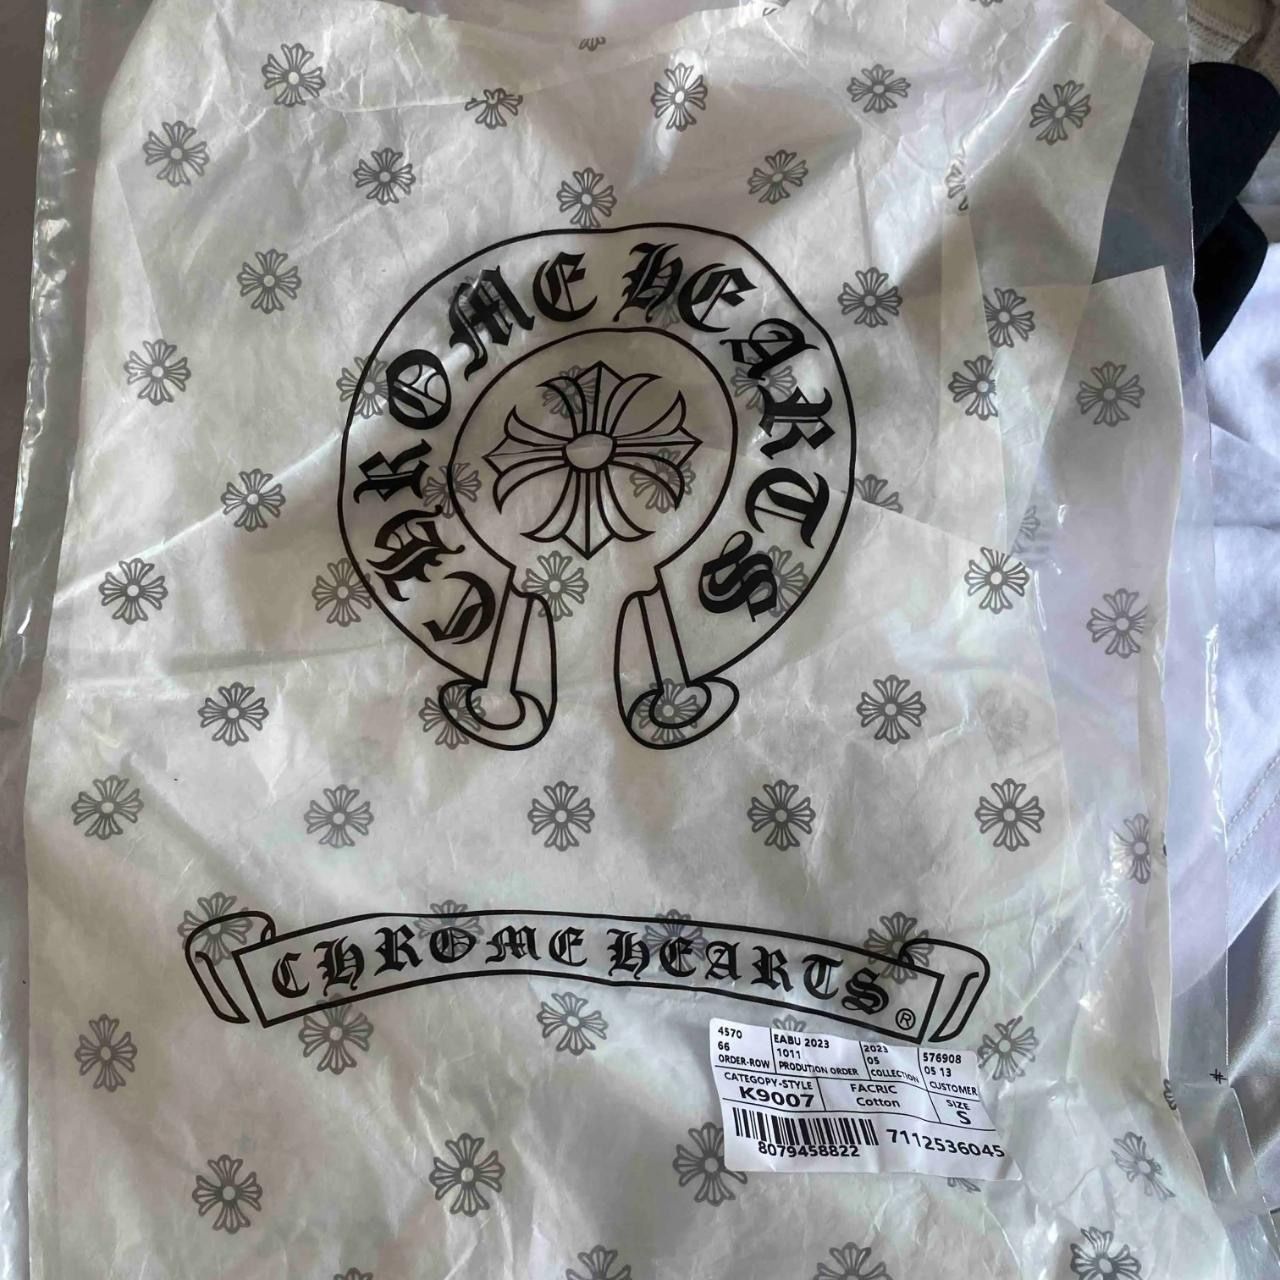 CHROME HEARTS
CHROME HEARTS®
4570 EABU 2023 2023 576908
66 1011 05 05 13
ORDER-ROW PRODUTION ORDER COLLECTION CUSTOMER
CATEGOPY-STYLE FACRIC SIZE
K9007 Cotton S
8079458822 7112536045